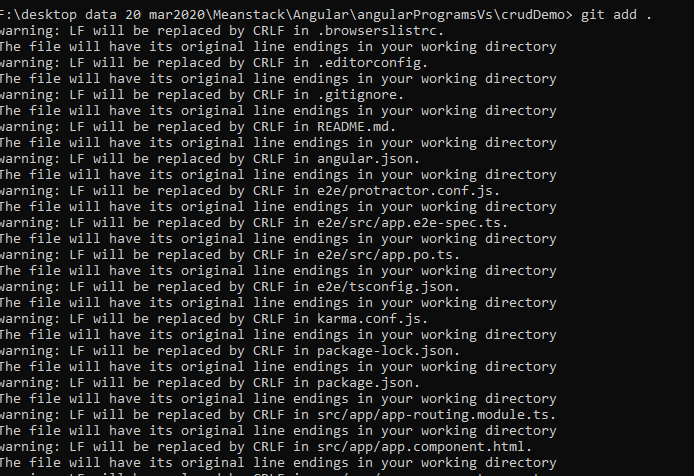 F:\desktop data 20 mar2020\Meanstack\Angular\angularProgramsVs\crudDemo> git add .
warning: LF will be replaced by CRLF in .browserslistrc.
The file will have its original line endings in your working directory
warning: LF will be replaced by CRLF in .editorconfig.
The file will have its original line endings in your working directory
warning: LF will be replaced by CRLF in .gitignore.
The file will have its original line endings in your working directory
warning: LF will be replaced by CRLF in README.md.
The file will have its original line endings in your working directory
warning: LF will be replaced by CRLF in angular.json.
The file will have its original line endings in your working directory
warning: LF will be replaced by CRLF in e2e/protractor.conf.js.
The file will have its original line endings in your working directory
warning: LF will be replaced by CRLF in e2e/src/app.e2e-spec.ts.
The file will have its original line endings in your working directory
warning: LF will be replaced by CRLF in e2e/src/app.po.ts.
The file will have its original line endings in your working directory
warning: LF will be replaced by CRLF in e2e/tsconfig.json.
The file will have its original line endings in your working directory
warning: LF will be replaced by CRLF in karma.conf.js.
The file will have its original line endings in your working directory
warning: LF will be replaced by CRLF in package-lock.json.
The file will have its original line endings in your working directory
warning: LF will be replaced by CRLF in package.json.
The file will have its original line endings in your working directory
warning: LF will be replaced by CRLF in src/app/app-routing.module.ts.
The file will have its original line endings in your working directory
warning: LF will be replaced by CRLF in src/app/app.component.html.
The file will have its original line endings in your working directory